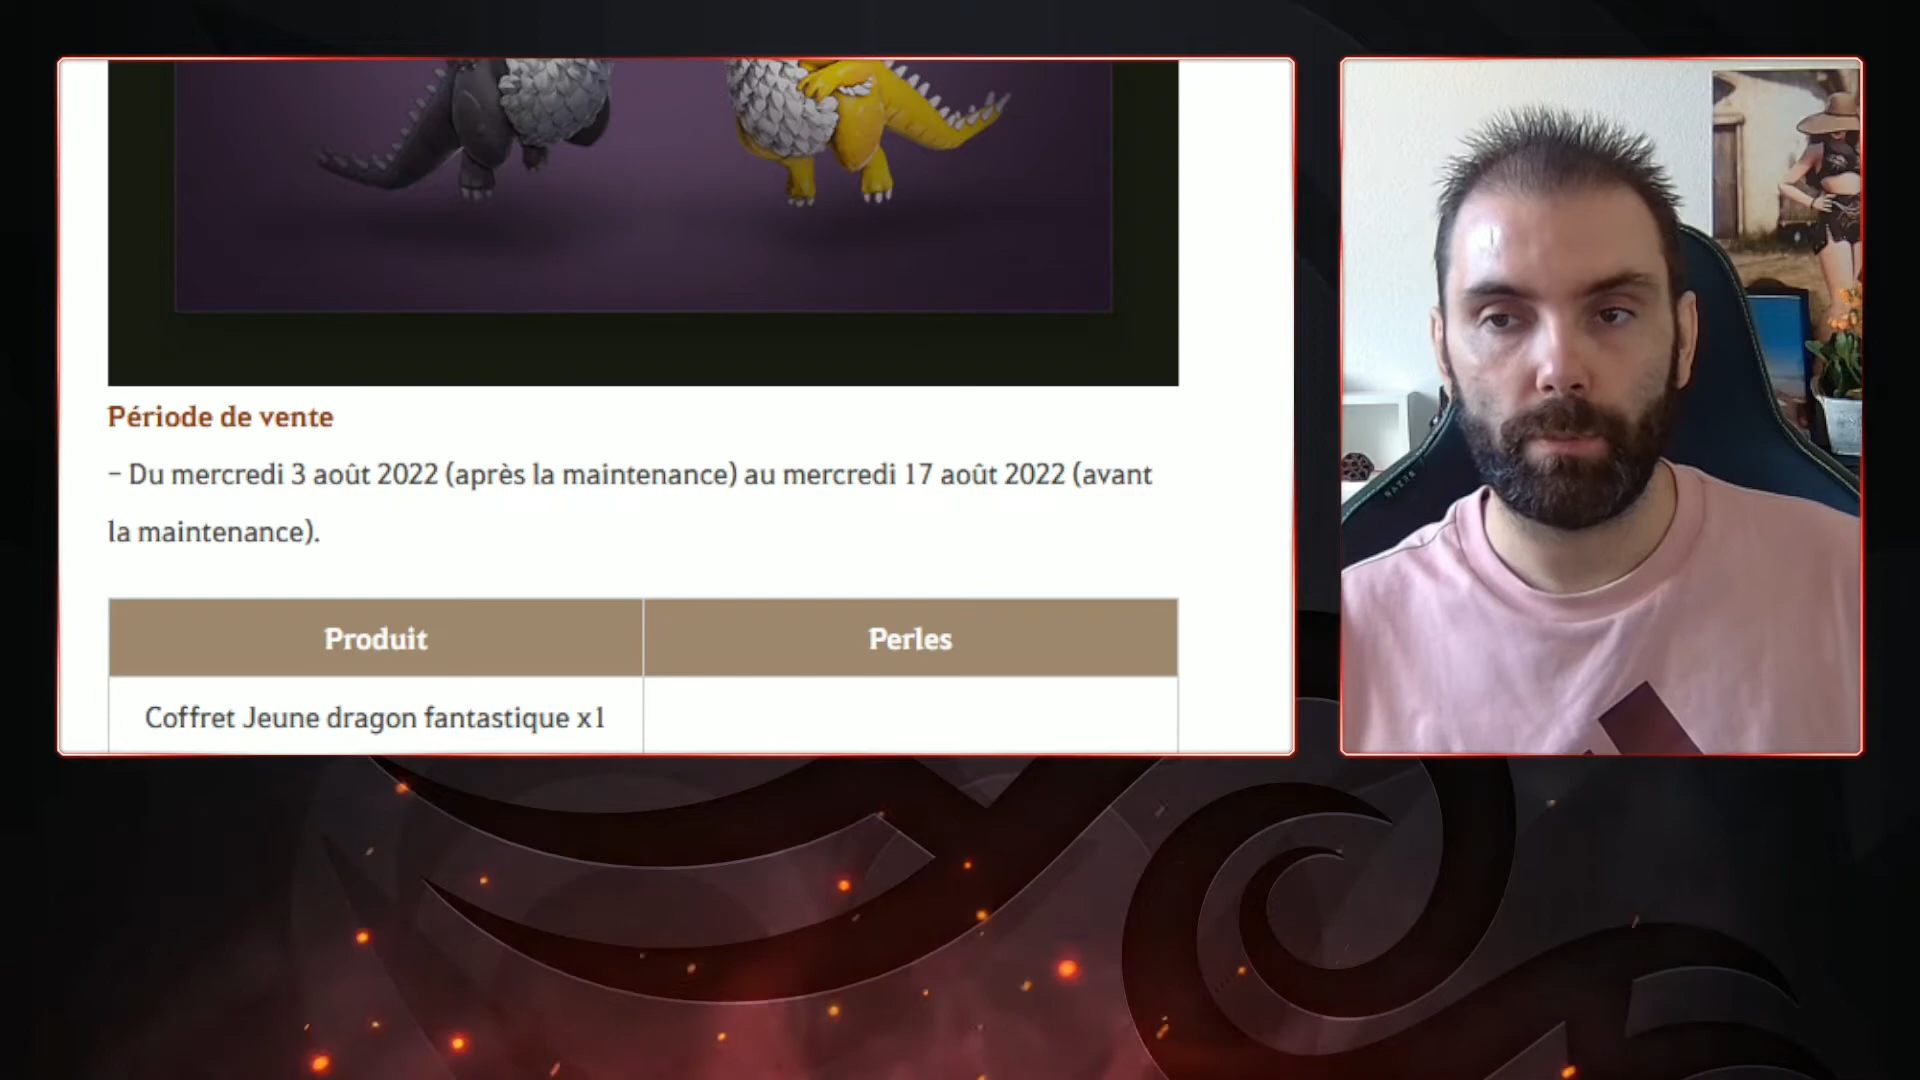 Période de vente
– Du mercredi 3 août 2022 (après la maintenance) au mercredi 17 août 2022 (avant
la maintenance).
Produit
Perles
Coffret Jeune dragon fantastique x1